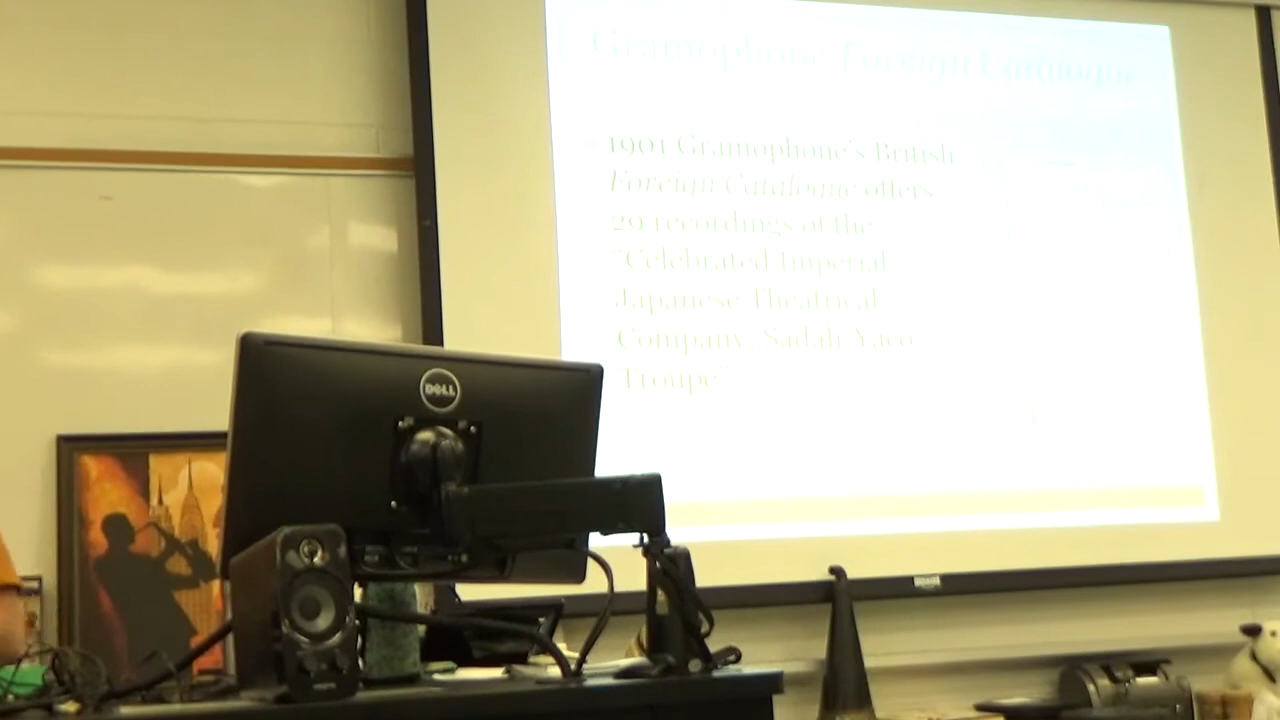 Gramophone Foreign Catalogue
1901 Gramophone's British
Foreign Catalogue offers
29 recordings of the
"Celebrated Imperial
Japanese Theatrical
Company, Sadah Yaco
Troupe"
DELL